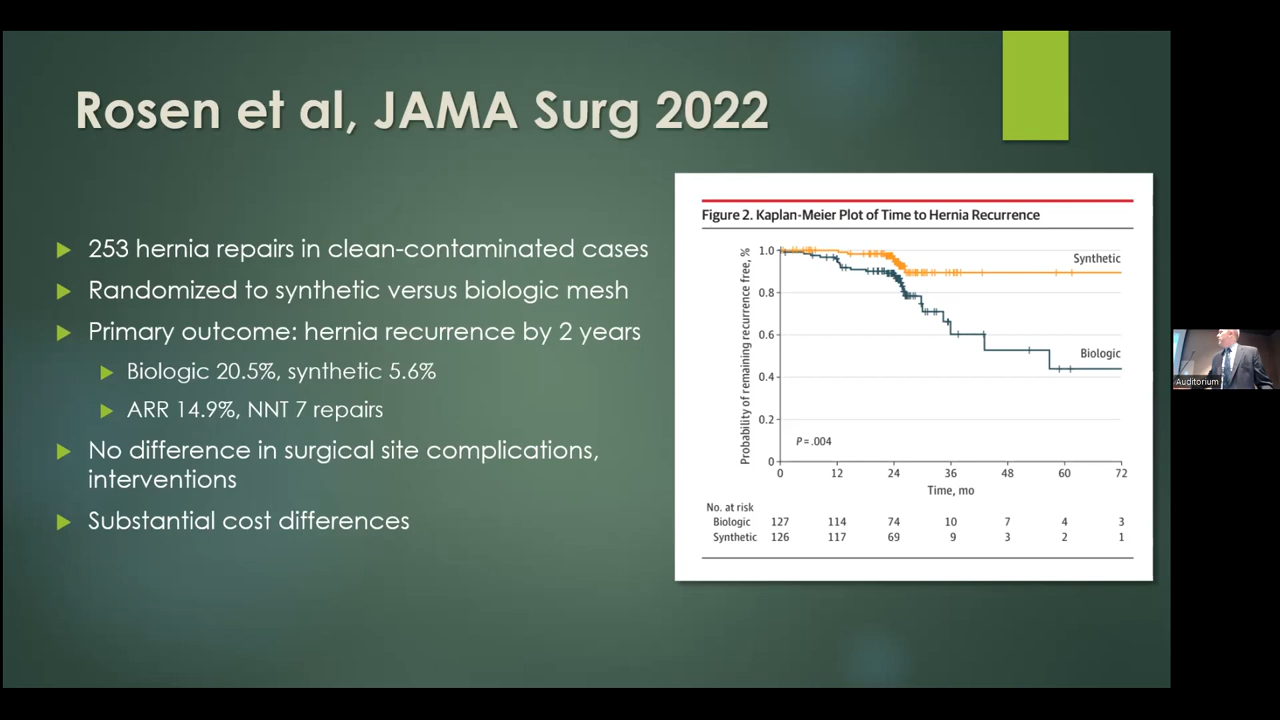 Rosen et al, JAMA Surg 2022
253 hernia repairs in clean-contaminated cases
Randomized to synthetic versus biologic mesh
Primary outcome: hernia recurrence by 2 years
Biologic 20.5%, synthetic 5.6%
ARR 14.9%, NNT 7 repairs
No difference in surgical site complications,
interventions
Substantial cost differences
Figure 2. Kaplan-Meier Plot of Time to Hernia Recurrence
Probability of remaining recurrence free, %
1.0
0.8
0.6
0.4
0.2
0
Synthetic
Biologic
P = .004
0 12 24 36 48 60 72
Time, mo
No. at risk
Biologic 127 114 74 10 7 4 3
Synthetic 126 117 69 9 3 2 1
Auditorium